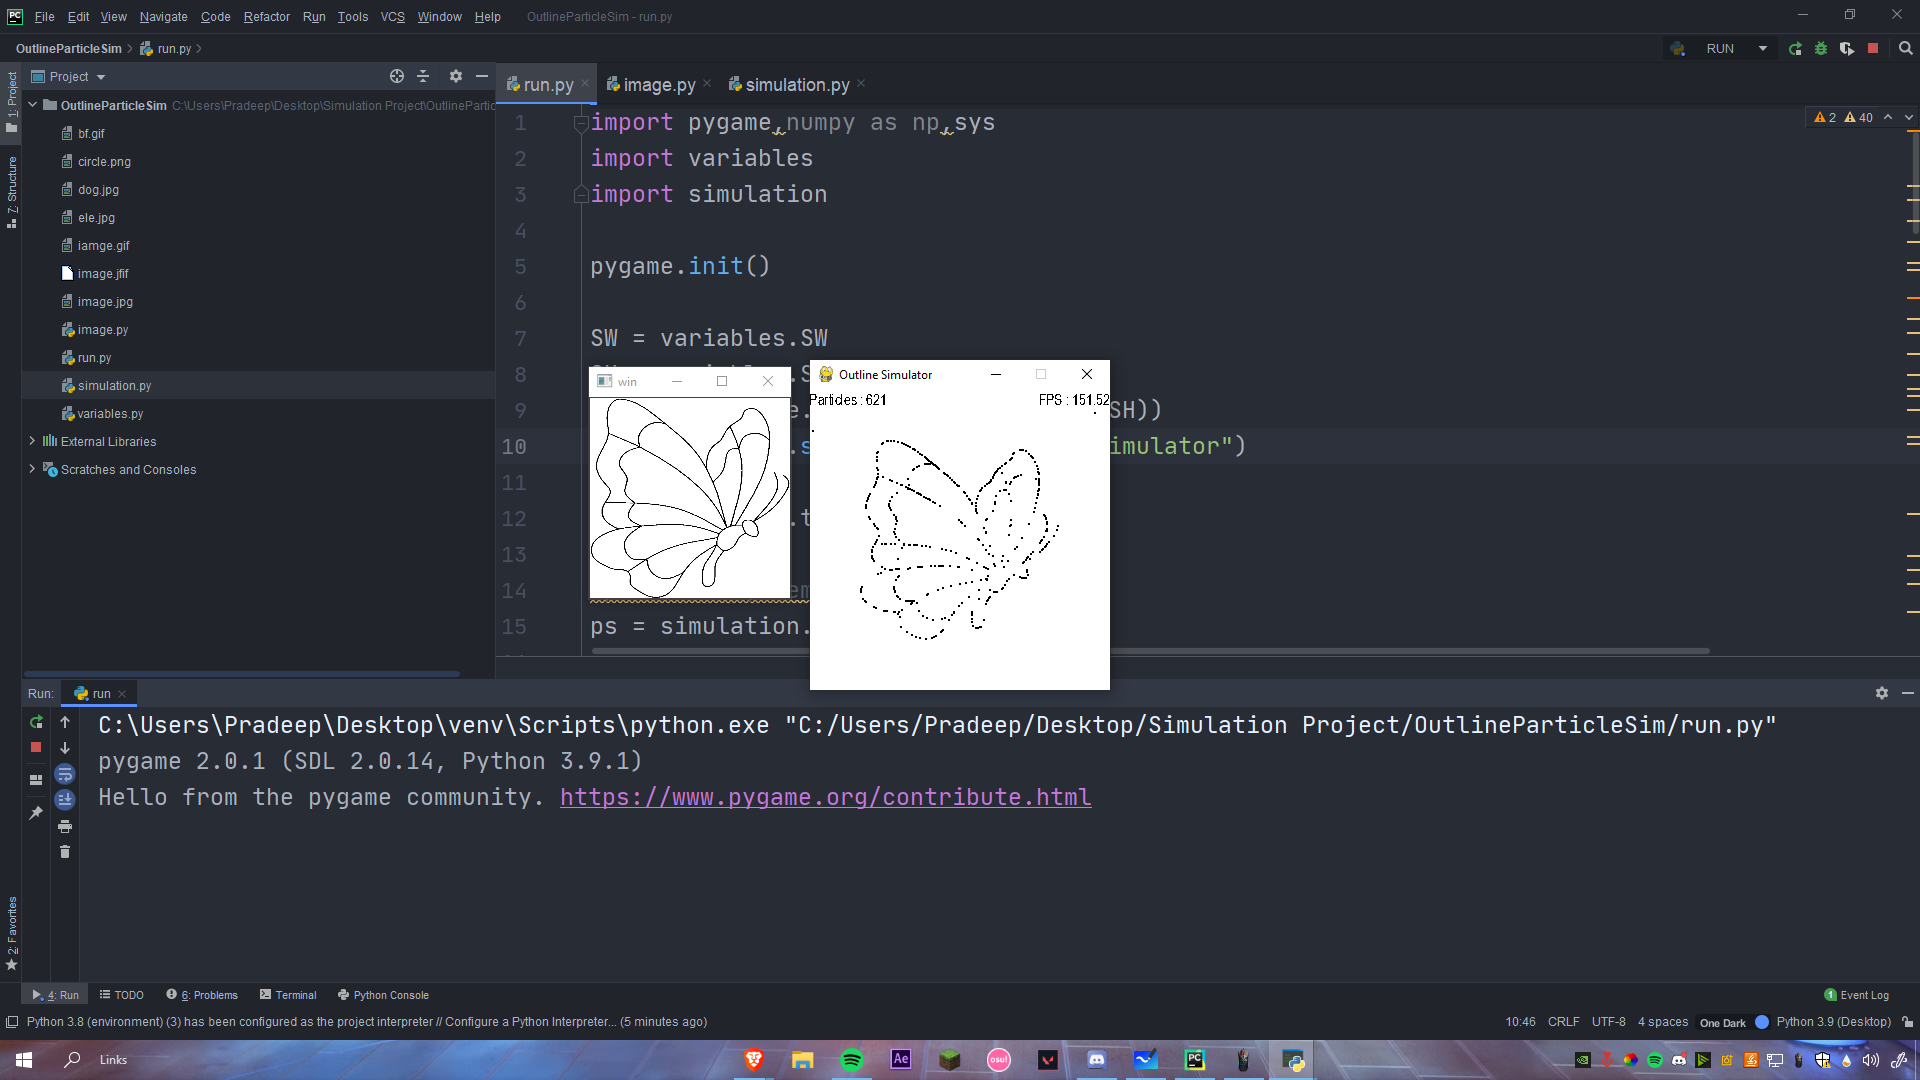 File Edit View Navigate Code Refactor Run Tools VCS Window Help OutlineParticleSim - run.py
OutlineParticleSim run.py RUN
1: Project
7: Structure
2: Favorites
Project
OutlineParticleSim C:\Users\Pradeep\Desktop\Simulation Project\OutlinePartic
bf.gif
circle.png
dog.jpg
ele.jpg
iamge.gif
image.jfif
image.jpg
image.py
run.py
simulation.py
variables.py
External Libraries
Scratches and Consoles
run.py image.py simulation.py
2 40
1 import pygame,numpy as np,sys
2 import variables
3 import simulation
4
5 pygame.init()
6
7 SW = variables.SW
8
9 SH))
10 imulator")
11
12
13
14
15 ps = simulation.
win
Outline Simulator
Particles : 621 FPS : 151.52
Run: run
C:\Users\Pradeep\Desktop\venv\Scripts\python.exe "C:/Users/Pradeep/Desktop/Simulation Project/OutlineParticleSim/run.py"
pygame 2.0.1 (SDL 2.0.14, Python 3.9.1)
Hello from the pygame community. https://www.pygame.org/contribute.html
4: Run TODO 6: Problems Terminal Python Console 1 Event Log
Python 3.8 (environment) (3) has been configured as the project interpreter // Configure a Python Interpreter... (5 minutes ago) 10:46 CRLF UTF-8 4 spaces One Dark Python 3.9 (Desktop)
Links Ae osu! PC